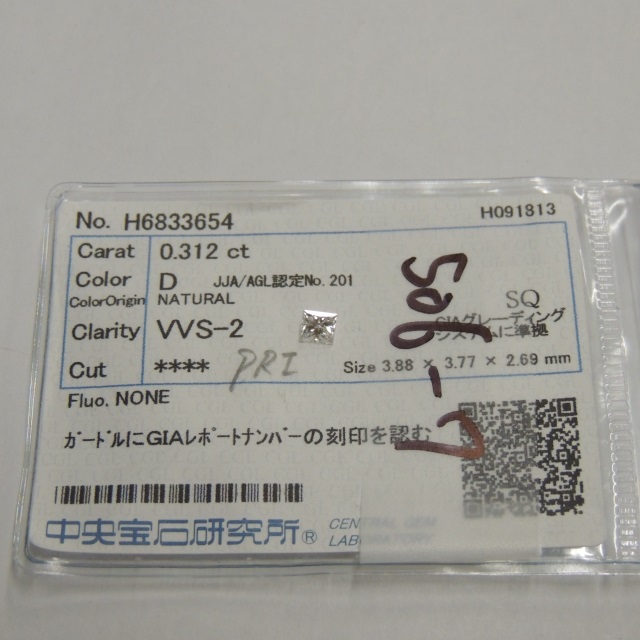 No. H6833654
H091813
Carat 0.312 ct
Color D JJA/AGL認定No. 201
ColorOrigin NATURAL
SQ
Clarity VVS-2
GIAグレーディング
システムに準拠
Cut ****
PRI
Size 3.88 × 3.77 × 2.69 mm
Fluo. NONE
ガードルにGIAレポートナンバーの刻印を認む
中央宝石研究所®
CENTRAL GEM
LABORATORY
506-